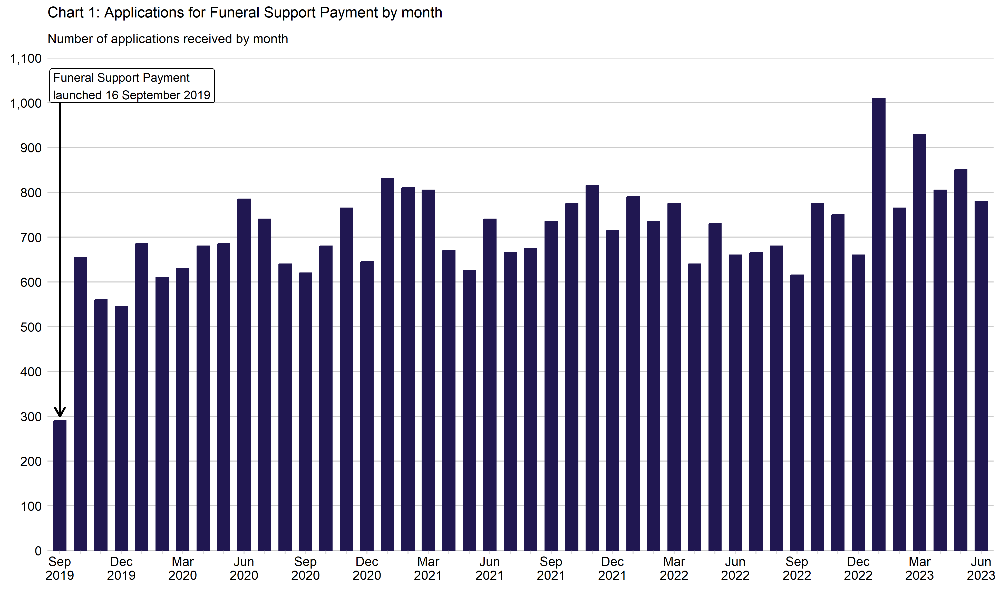 Chart 1: Applications for Funeral Support Payment by month
Number of applications received by month
1,100
Funeral Support Payment
launched 16 September 2019
1,000
900
800
700
600
500
400
300
200
100
0
Sep Dec Mar Jun Sep Dec Mar Jun Sep Dec Mar Jun Sep Dec Mar Jun
2019 2019 2020 2020 2020 2020 2021 2021 2021 2021 2022 2022 2022 2022 2023 2023